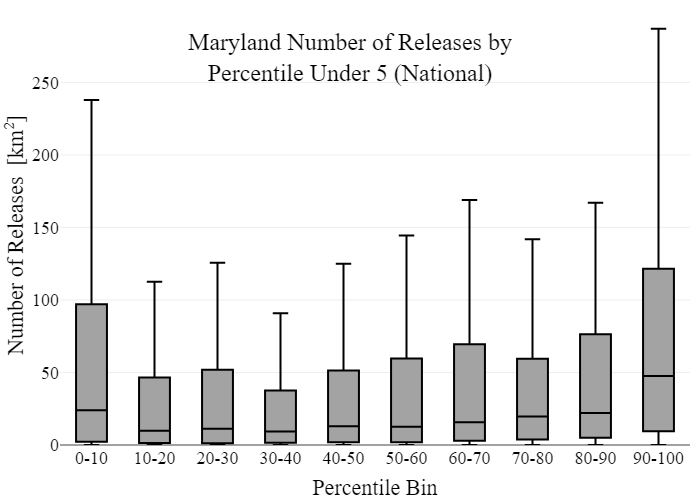 Maryland Number of Releases by
Percentile Under 5 (National)
Number of Releases [km²]
250
200
150
100
50
0
0-10 10-20 20-30 30-40 40-50 50-60 60-70 70-80 80-90 90-100
Percentile Bin